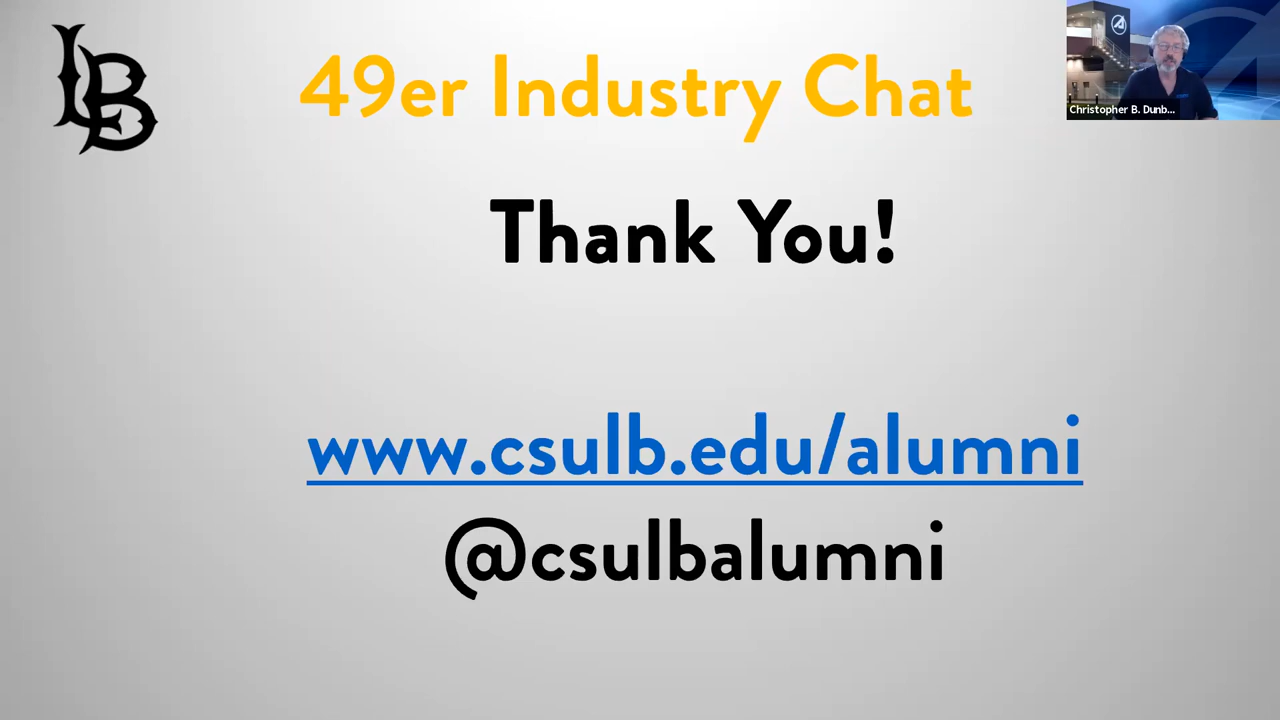 LB
49er Industry Chat
Christopher B. Dunb...
Thank You!
www.csulb.edu/alumni
@csulbalumni